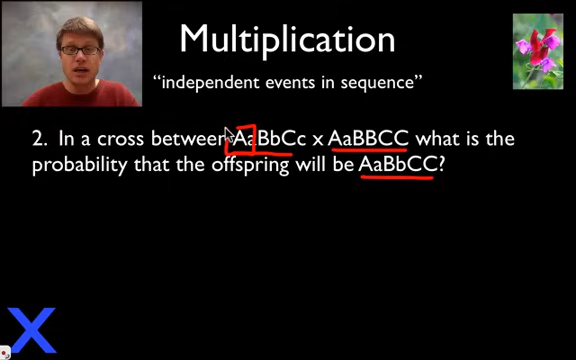 Multiplication
“independent events in sequence”
2. In a cross between AaBbCc x AaBBCC what is the
probability that the offspring will be AaBbCC?
X